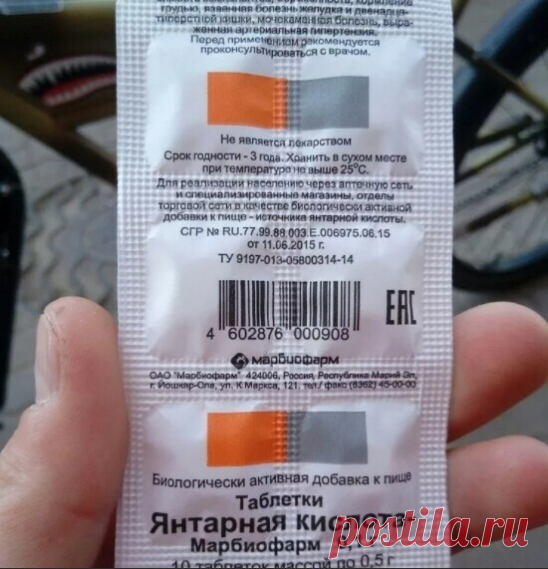 грудью, язвенная болезнь желудка и двенадца-
типерстной кишки, мочекаменная болезнь, выра-
женная артериальная гипертензия.
Перед применением рекомендуется
проконсультироваться с врачом.
Не является лекарством
Срок годности - 3 года. Хранить в сухом месте
при температуре не выше 25°С.
Для реализации населению через аптечную сеть
и специализированные магазины, отделы
торговой сети в качестве биологически активной
добавки к пище - источника янтарной кислоты.
СГР № RU.77.99.88.003.Е.006975.06.15
от 11.06.2015 г.
ТУ 9197-013-05800314-14
4 602876 000908
ЕАС
марбиофарм
ОАО "Марбиофарм" 424006, Россия, Республика Марий Эл,
г. Йошкар-Ола, ул. К.Маркса, 121, тел./факс (8362) 45-00-00
Биологически активная добавка к пище
Таблетки
Янтарная кислота
Марбиофарм
10 таблеток массой по 0,5 г
postila.ru